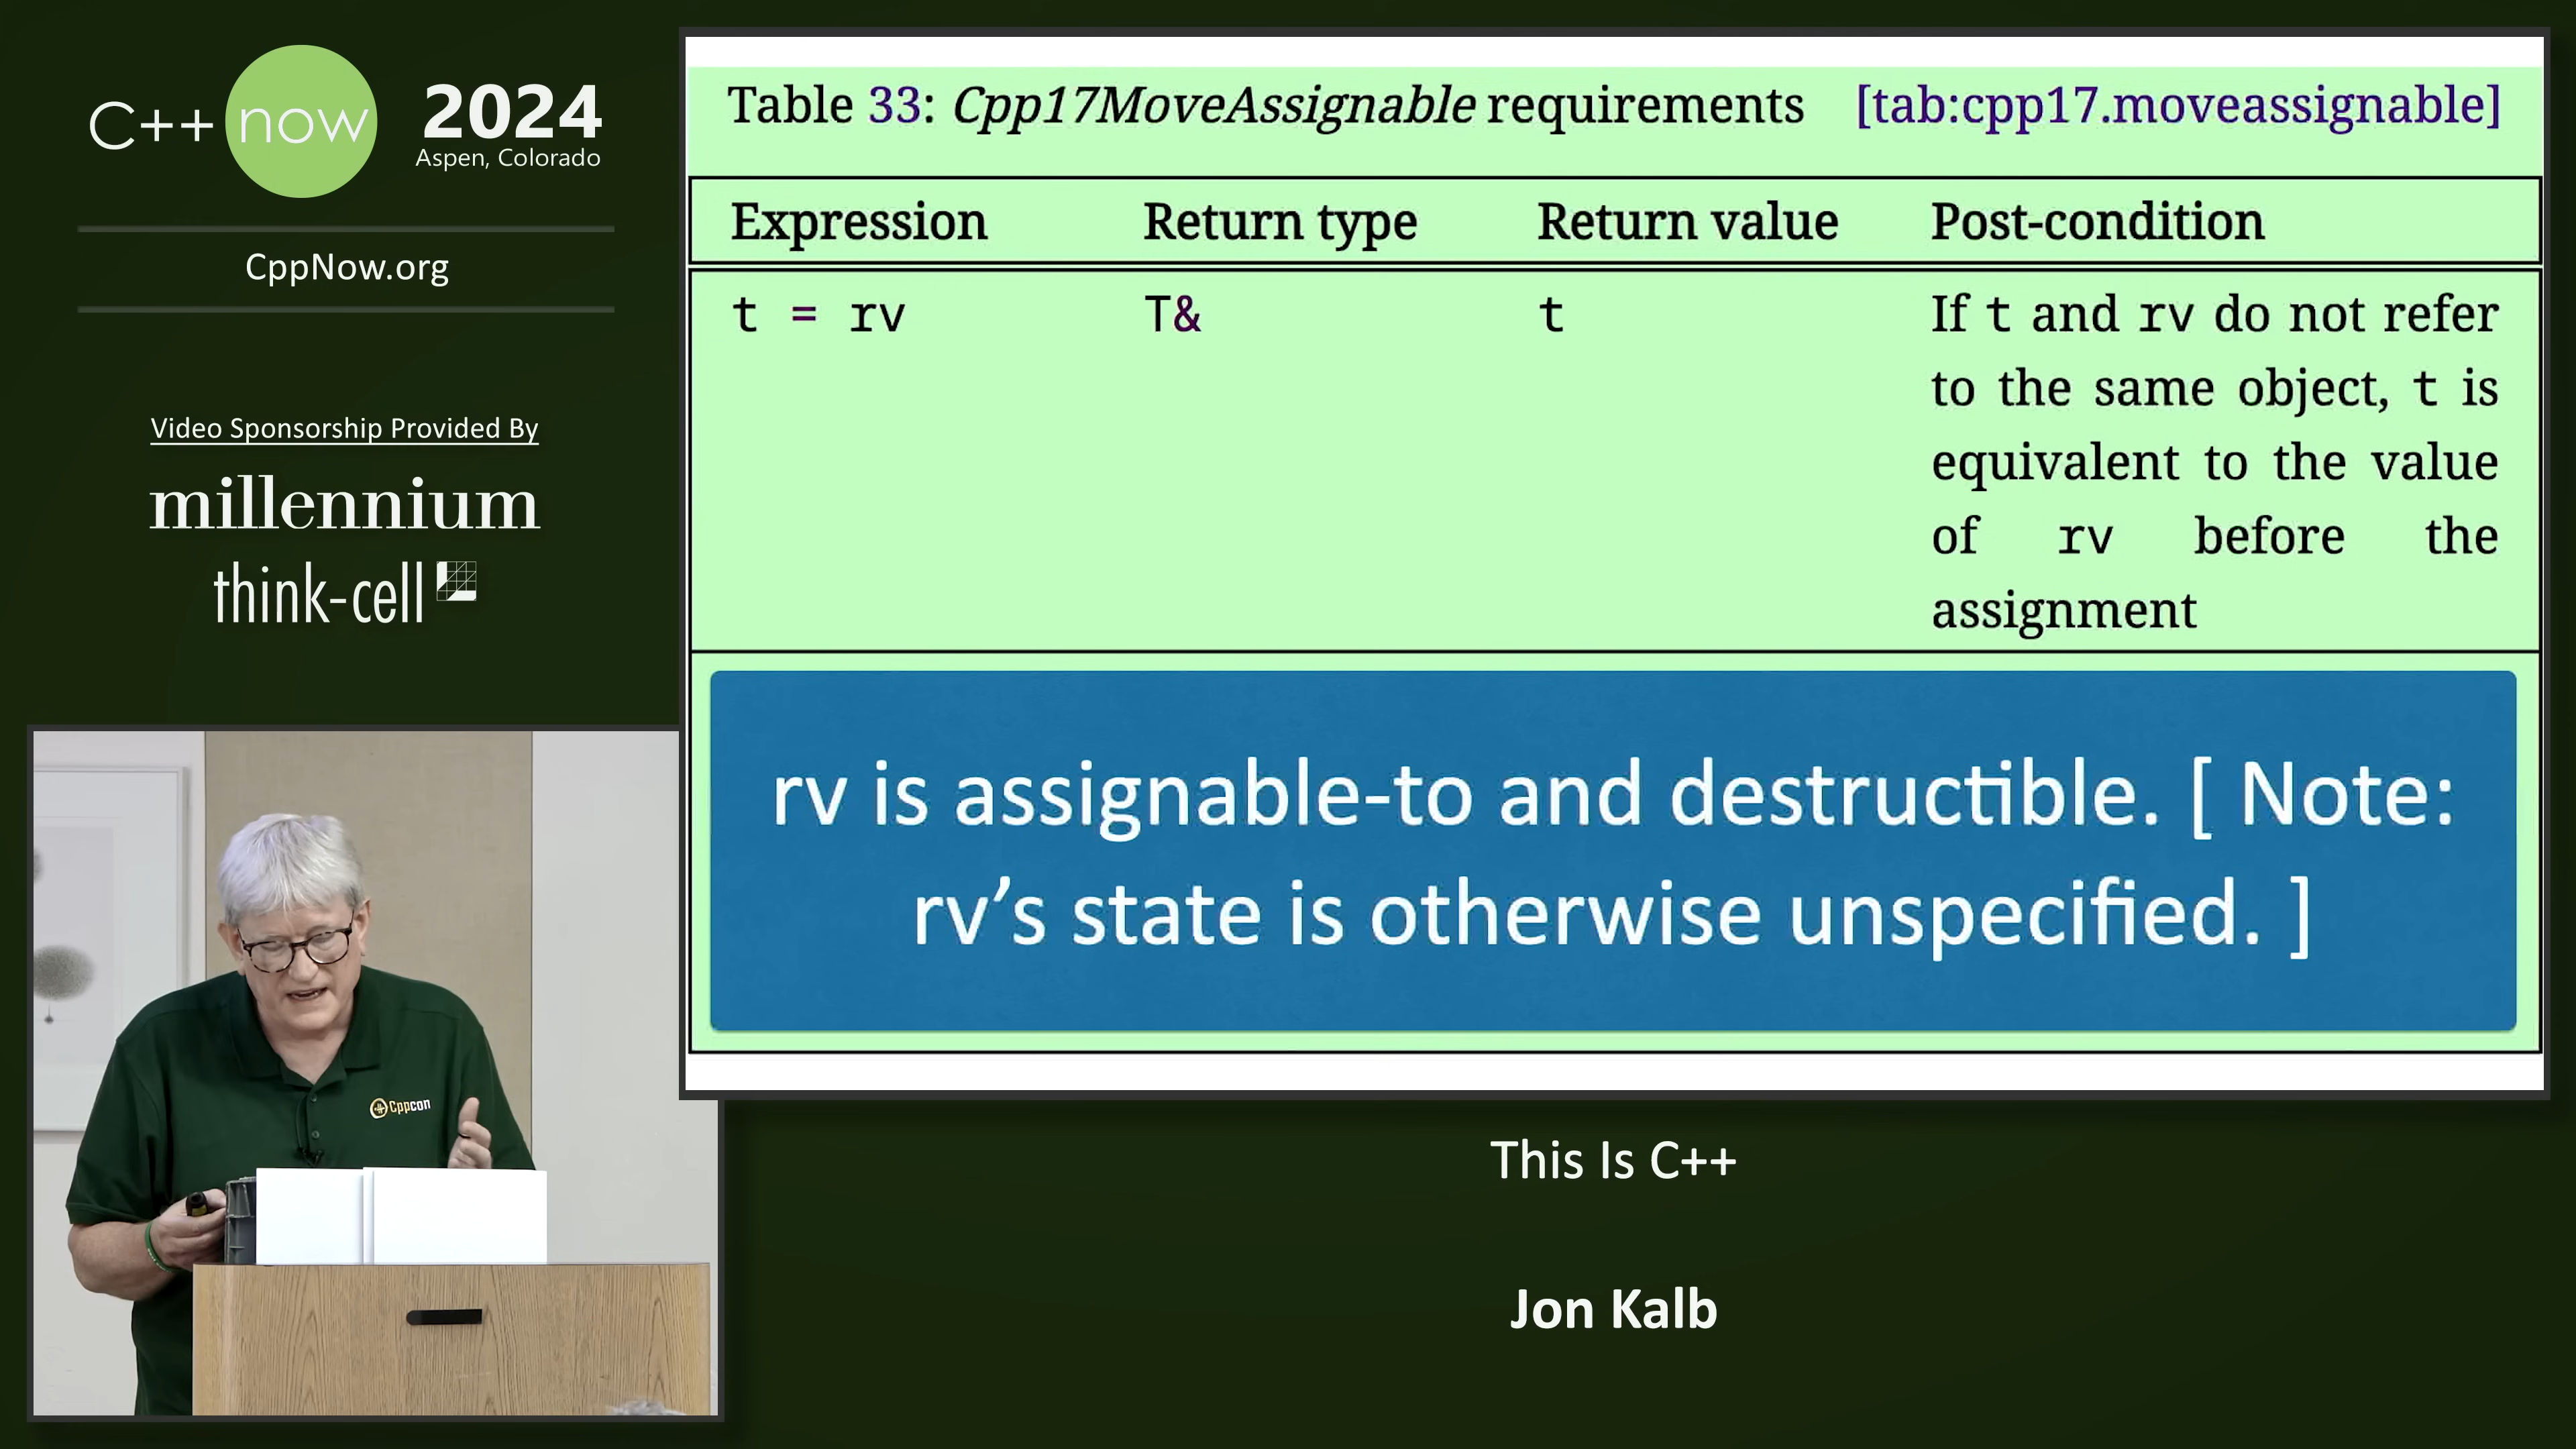 C++ now
2024
Aspen, Colorado
CppNow.org
Video Sponsorship Provided By
millennium
think-cell
Table 33: Cpp17MoveAssignable requirements [tab:cpp17.moveassignable]
Expression Return type Return value Post-condition
t = rv T& t If t and rv do not refer
to the same object, t is
equivalent to the value
of rv before the
assignment
rv is assignable-to and destructible. [ Note:
rv’s state is otherwise unspecified. ]
Cppcon
This Is C++
Jon Kalb